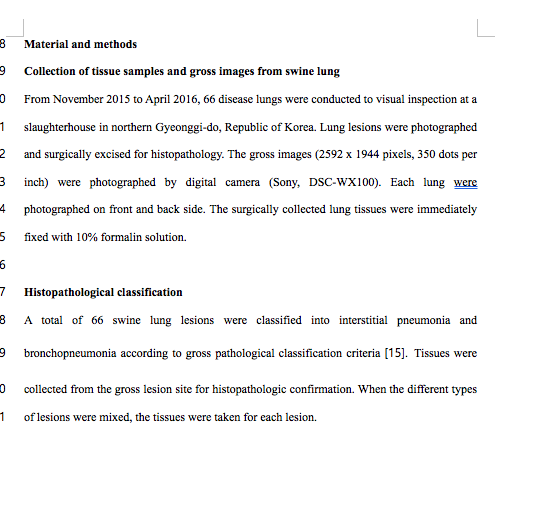 8 Material and methods
9 Collection of tissue samples and gross images from swine lung
0 From November 2015 to April 2016, 66 disease lungs were conducted to visual inspection at a
1 slaughterhouse in northern Gyeonggi-do, Republic of Korea. Lung lesions were photographed
2 and surgically excised for histopathology. The gross images (2592 x 1944 pixels, 350 dots per
3 inch) were photographed by digital camera (Sony, DSC-WX100). Each lung were
4 photographed on front and back side. The surgically collected lung tissues were immediately
5 fixed with 10% formalin solution.
6
7 Histopathological classification
8 A total of 66 swine lung lesions were classified into interstitial pneumonia and
9 bronchopneumonia according to gross pathological classification criteria [15]. Tissues were
0 collected from the gross lesion site for histopathologic confirmation. When the different types
1 of lesions were mixed, the tissues were taken for each lesion.